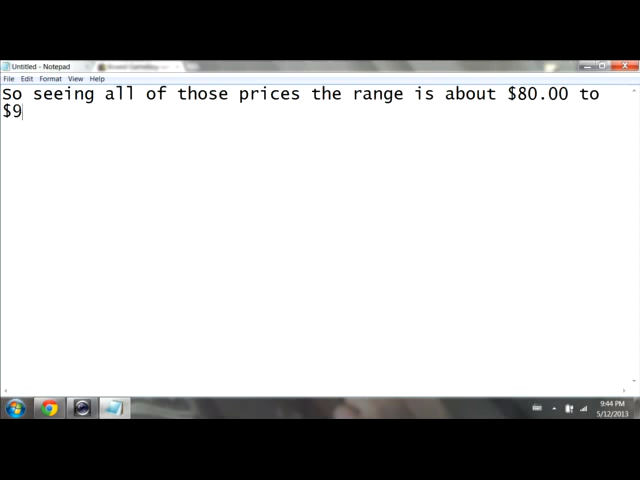 Untitled - Notepad
File Edit Format View Help
So seeing all of those prices the range is about $80.00 to
$9
9:44 PM
5/12/2013